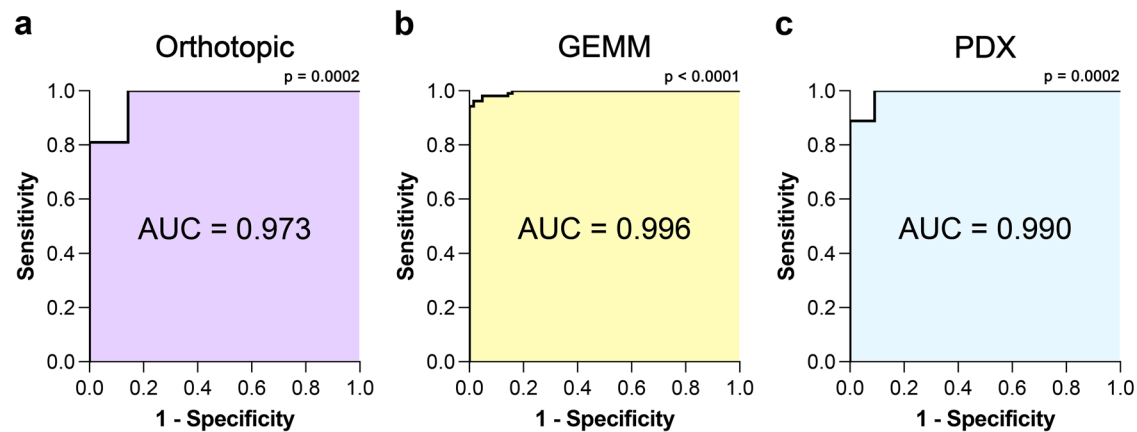 a
Orthotopic
p = 0.0002
1.0
0.8
0.6
0.4
0.2
0.0
Sensitivity
AUC = 0.973
0.0 0.2 0.4 0.6 0.8 1.0
1 - Specificity
b
GEMM
p < 0.0001
1.0
0.8
0.6
0.4
0.2
0.0
Sensitivity
AUC = 0.996
0.0 0.2 0.4 0.6 0.8 1.0
1 - Specificity
c
PDX
p = 0.0002
1.0
0.8
0.6
0.4
0.2
0.0
Sensitivity
AUC = 0.990
0.0 0.2 0.4 0.6 0.8 1.0
1 - Specificity